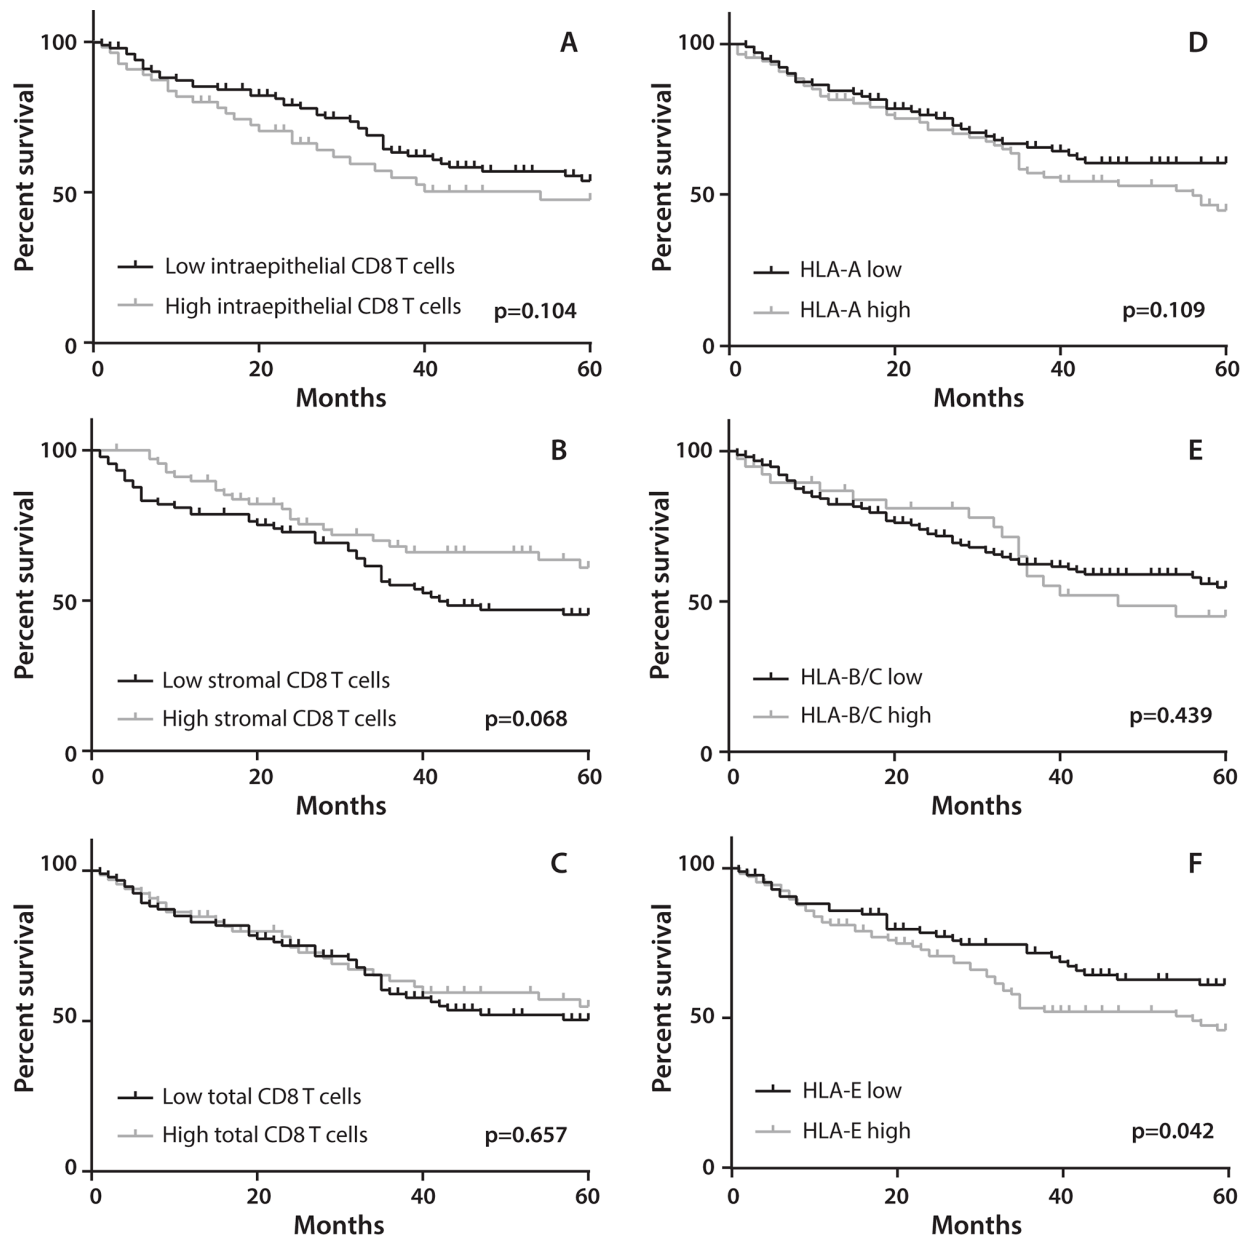 A
Percent survival
100
50
0
Low intraepithelial CD8 T cells
High intraepithelial CD8 T cells
p=0.104
0 20 40 60
Months
B
Percent survival
100
50
0
Low stromal CD8 T cells
High stromal CD8 T cells
p=0.068
0 20 40 60
Months
C
Percent survival
100
50
0
Low total CD8 T cells
High total CD8 T cells
p=0.657
0 20 40 60
Months
D
Percent survival
100
50
0
HLA-A low
HLA-A high
p=0.109
0 20 40 60
Months
E
Percent survival
100
50
0
HLA-B/C low
HLA-B/C high
p=0.439
0 20 40 60
Months
F
Percent survival
100
50
0
HLA-E low
HLA-E high
p=0.042
0 20 40 60
Months